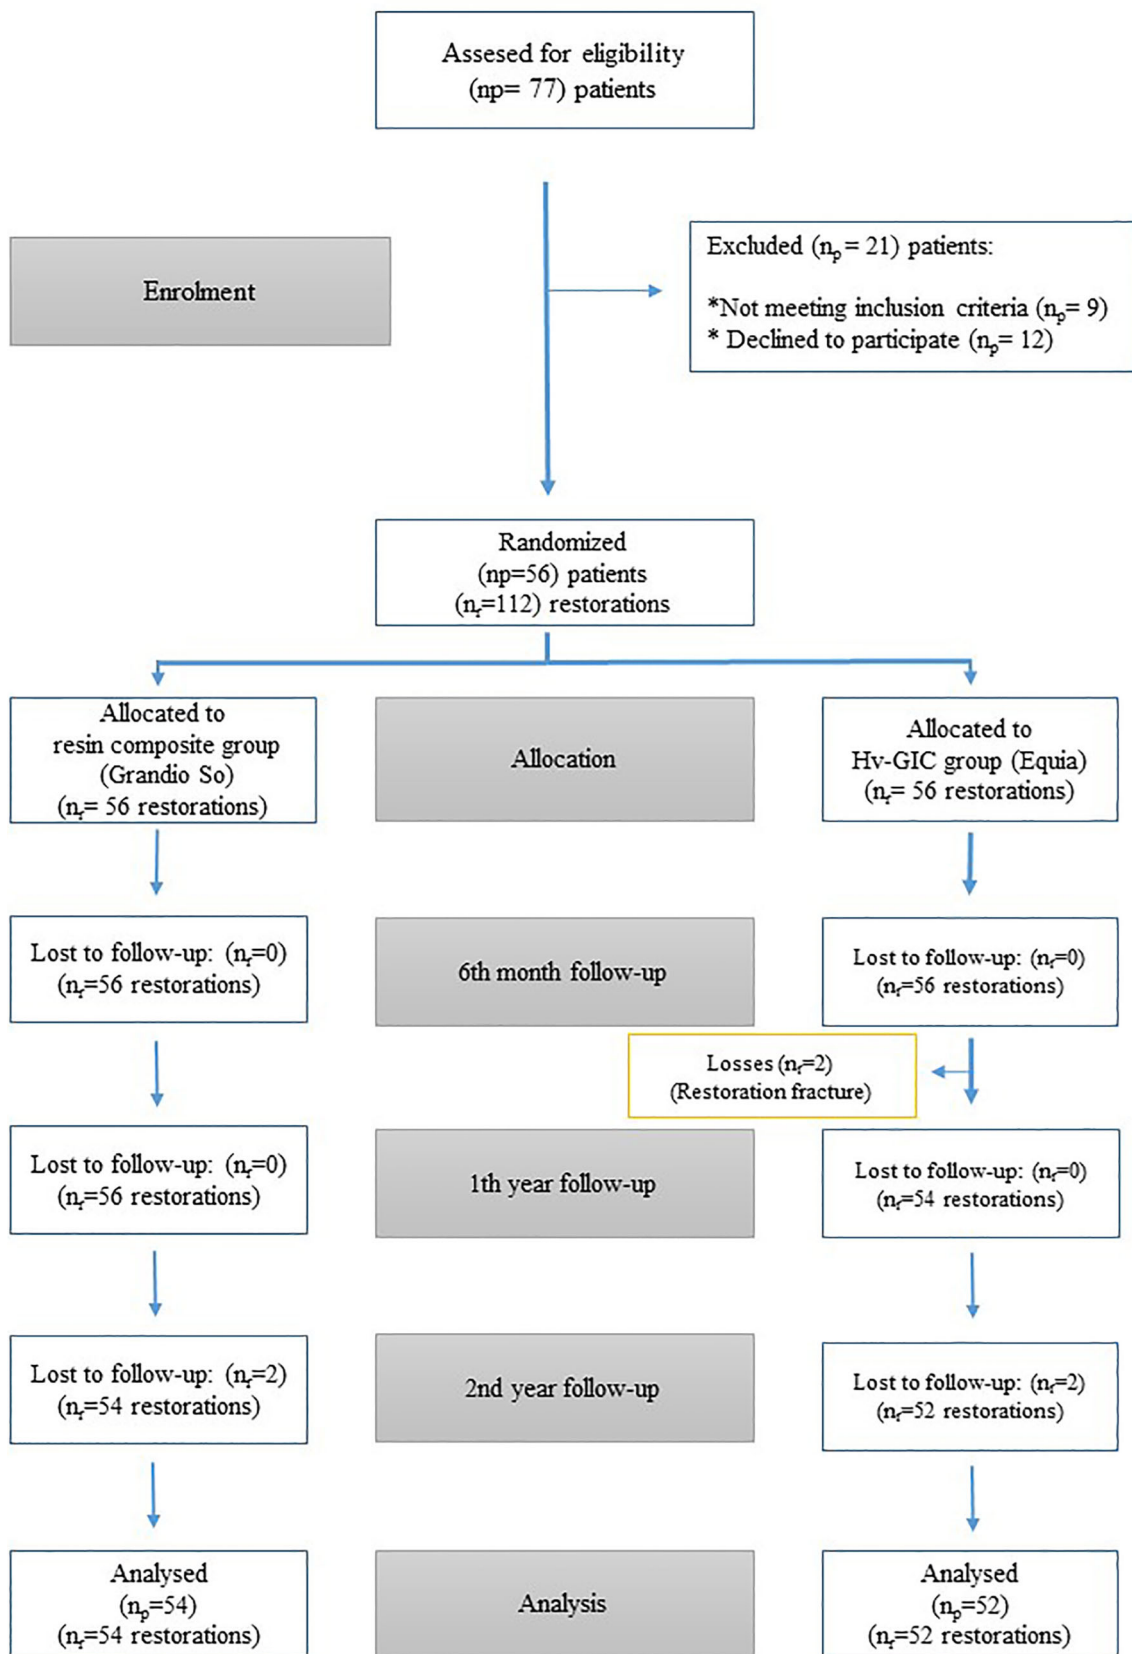 Assesed for eligibility
(np= 77) patients
Enrolment
Excluded (nₚ= 21) patients:
*Not meeting inclusion criteria (nₚ= 9)
* Declined to participate (nₚ= 12)
Randomized
(np=56) patients
(nᵣ=112) restorations
Allocated to
resin composite group
(Grandio So)
(nᵣ= 56 restorations)
Allocation
Allocated to
Hv-GIC group (Equia)
(nᵣ= 56 restorations)
Lost to follow-up: (nᵣ=0)
(nᵣ=56 restorations)
6th month follow-up
Lost to follow-up: (nᵣ=0)
(nᵣ=56 restorations)
Losses (nᵣ=2)
(Restoration fracture)
Lost to follow-up: (nᵣ=0)
(nᵣ=56 restorations)
1th year follow-up
Lost to follow-up: (nᵣ=0)
(nᵣ=54 restorations)
Lost to follow-up: (nᵣ=2)
(nᵣ=54 restorations)
2nd year follow-up
Lost to follow-up: (nᵣ=2)
(nᵣ=52 restorations)
Analysed
(nₚ=54)
(nᵣ=54 restorations)
Analysis
Analysed
(nₚ=52)
(nᵣ=52 restorations)